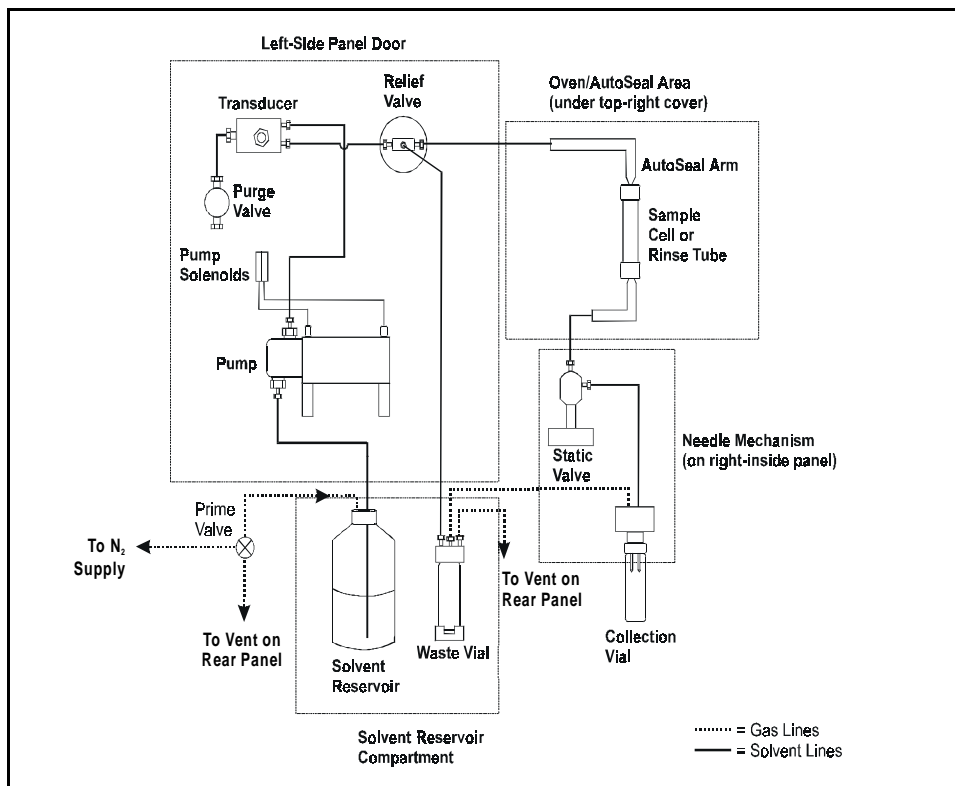 Left-Side Panel Door
Oven/AutoSeal Area
(under top-right cover)
Relief
Valve
Transducer
AutoSeal Arm
Purge
Valve
Sample
Cell or
Rinse Tube
Pump
Solenoids
Pump
Needle Mechanism
(on right-inside panel)
Static
Valve
Prime
Valve
To N2
Supply
To Vent on
Rear Panel
To Vent on
Rear Panel
Waste Vial
Collection
Vial
Solvent
Reservoir
Solvent Reservoir
Compartment
= Gas Lines
= Solvent Lines